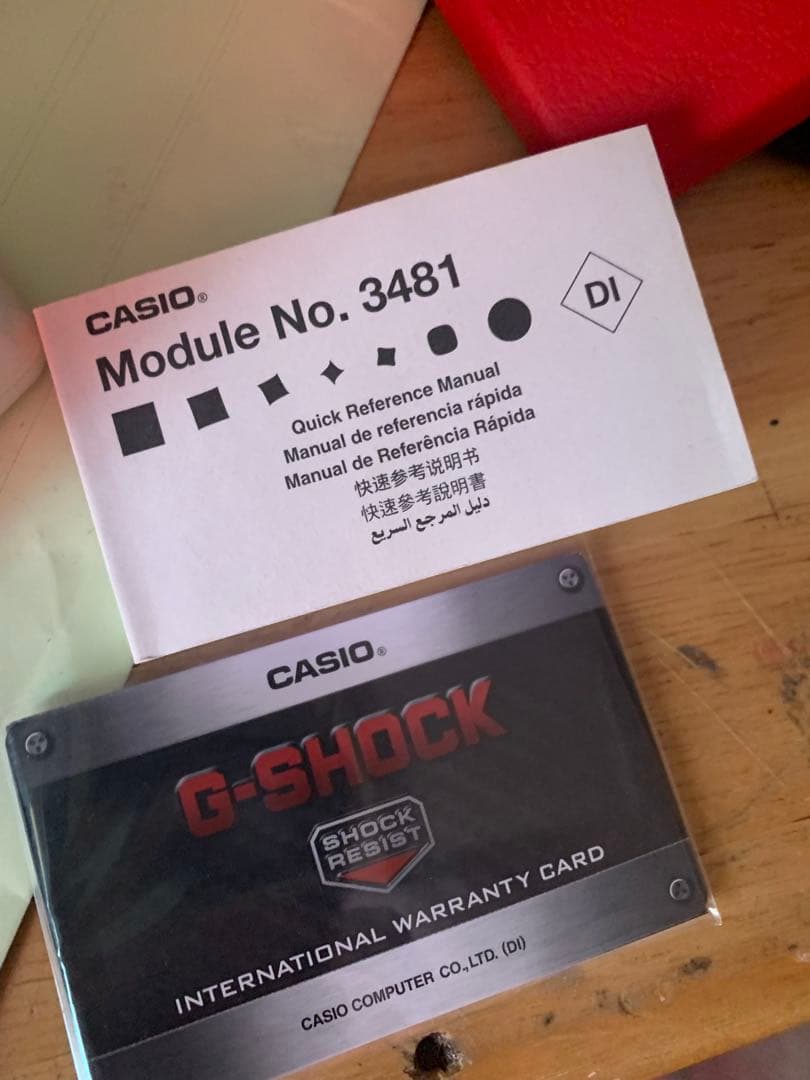 CASIO®
Module No. 3481
DI
Quick Reference Manual
Manual de referencia rápida
Manual de Referência Rápida
快速参考说明书
快速參考說明書
دليل المرجع السريع
CASIO®
G-SHOCK
SHOCK
RESIST
INTERNATIONAL WARRANTY CARD
CASIO COMPUTER CO.,LTD. (DI)